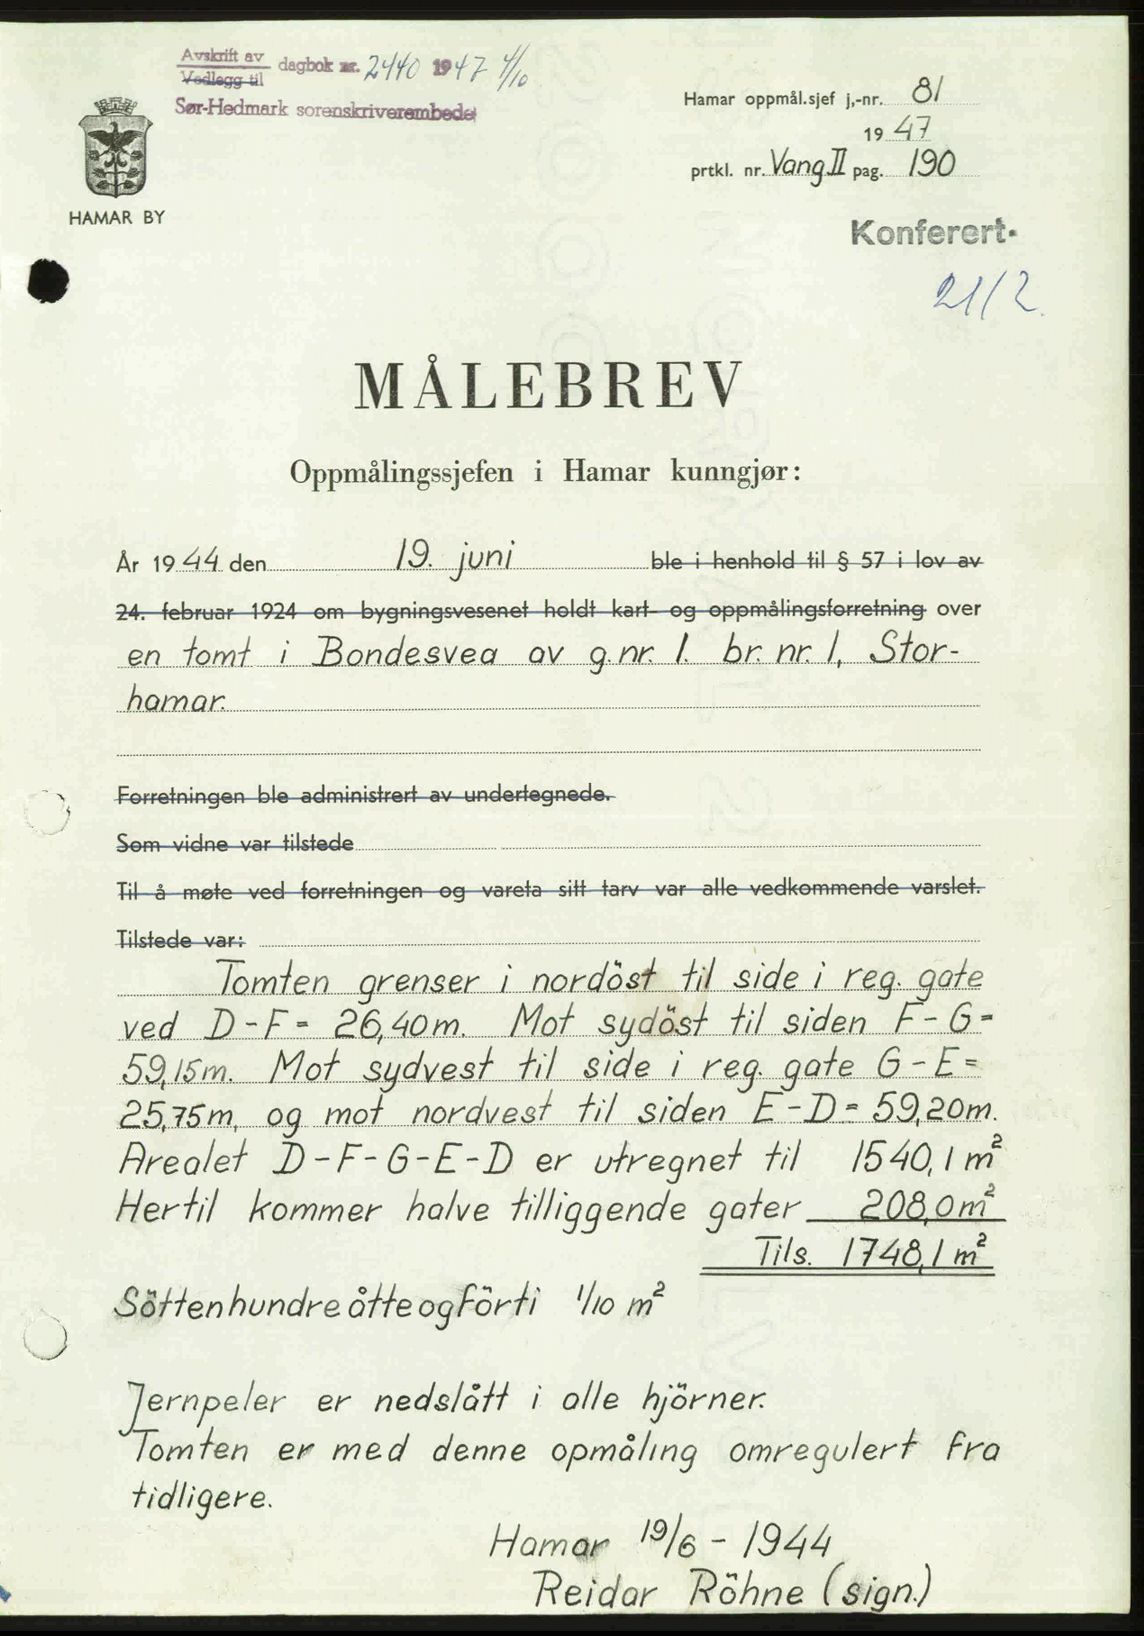 Avskrift av
Vedlegg til
dagbok nr. 2440 1947 4/10
Sør-Hedmark sorenskriverembede
HAMAR BY
Hamar oppmål.sjef j,-nr. 81
1947
prtkl. nr. Vang II pag. 190
Konferert.
21/2.
MÅLEBREV
Oppmålingssjefen i Hamar kunngjør:
År 1944 den 19. juni ble i henhold til § 57 i lov av
24. februar 1924 om bygningsvesenet holdt kart- og oppmålingsforretning over
en tomt i Bondesvea av g.nr. 1. br. nr. 1, Stor-
hamar.
Forretningen ble administrert av undertegnede.
Som vidne var tilstede
Til å møte ved forretningen og vareta sitt tarv var alle vedkommende varslet.
Tilstede var:
Tomten grenser i nordöst til side i reg. gate
ved D-F= 26,40m. Mot sydöst til siden F-G=
59,15m. Mot sydvest til side i reg. gate G-E=
25,75m, og mot nordvest til siden E-D= 59,20m.
Arealet D-F-G-E-D er utregnet til 1540,1 m²
Hertil kommer halve tilliggende gater 208,0m²
Tils. 1748,1 m²
Söttenhundreåtteogförti 1/10 m²
Jernpeler er nedslått i alle hjörner.
Tomten er med denne opmåling omregulert fra
tidligere.
Hamar 19/6 - 1944
Reidar Röhne (sign.)